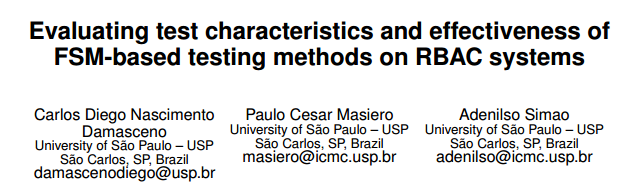 Evaluating test characteristics and effectiveness of
FSM-based testing methods on RBAC systems
Carlos Diego Nascimento
Damasceno
University of São Paulo – USP
São Carlos, SP, Brazil
damascenodiego@usp.br
Paulo Cesar Masiero
University of São Paulo – USP
São Carlos, SP, Brazil
masiero@icmc.usp.br
Adenilso Simao
University of São Paulo – USP
São Carlos, SP, Brazil
adenilso@icmc.usp.br